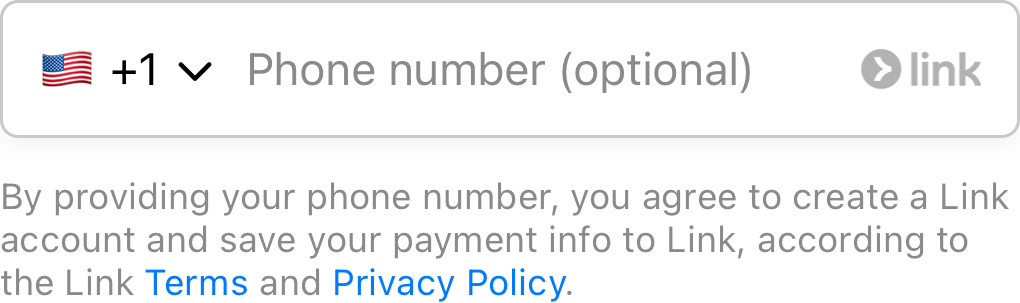 +1 Phone number (optional) link
By providing your phone number, you agree to create a Link
account and save your payment info to Link, according to
the Link Terms and Privacy Policy.